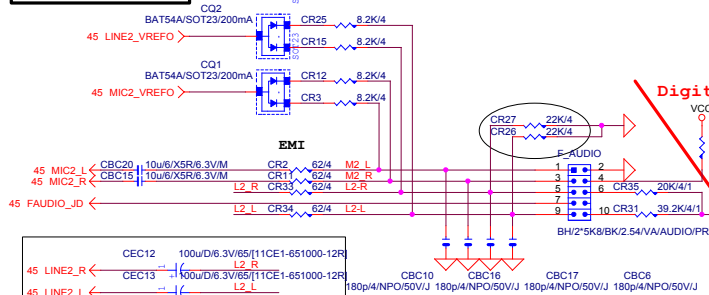 CQ2
BAT54A/SOT23/200mA
CR25 8.2K/4
45 LINE2_VREFO
SOT23
CR15 8.2K/4
CQ1
BAT54A/SOT23/200mA
CR12 8.2K/4
45 MIC2_VREFO
CR3 8.2K/4
Digit
VCC
CR27 22K/4
CR26 22K/4
EMI
F_AUDIO
45 MIC2_L CBC20 10u/6/X5R/6.3V/M CR2 62/4 M2_L 1 2
45 MIC2_R CBC15 10u/6/X5R/6.3V/M CR11 62/4 M2_R 3 4
L2_R CR33 62/4 L2-R 5 6 CR35 20K/4/1
45 FAUDIO_JD 7
L2_L CR34 62/4 L2-L 9 10 CR31 39.2K/4/1
BH/2*5K8/BK/2.54/VA/AUDIO/PR
CEC12 100u/D/6.3V/65/[11CE1-651000-12R]
45 LINE2_R 1 L2_R
CEC13 100u/D/6.3V/65/[11CE1-651000-12R]
45 LINE2_L 1 + L2_L
CBC10 CBC16 CBC17 CBC6
180p/4/NPO/50V/J 180p/4/NPO/50V/J 180p/4/NPO/50V/J 180p/4/NPO/50V/J